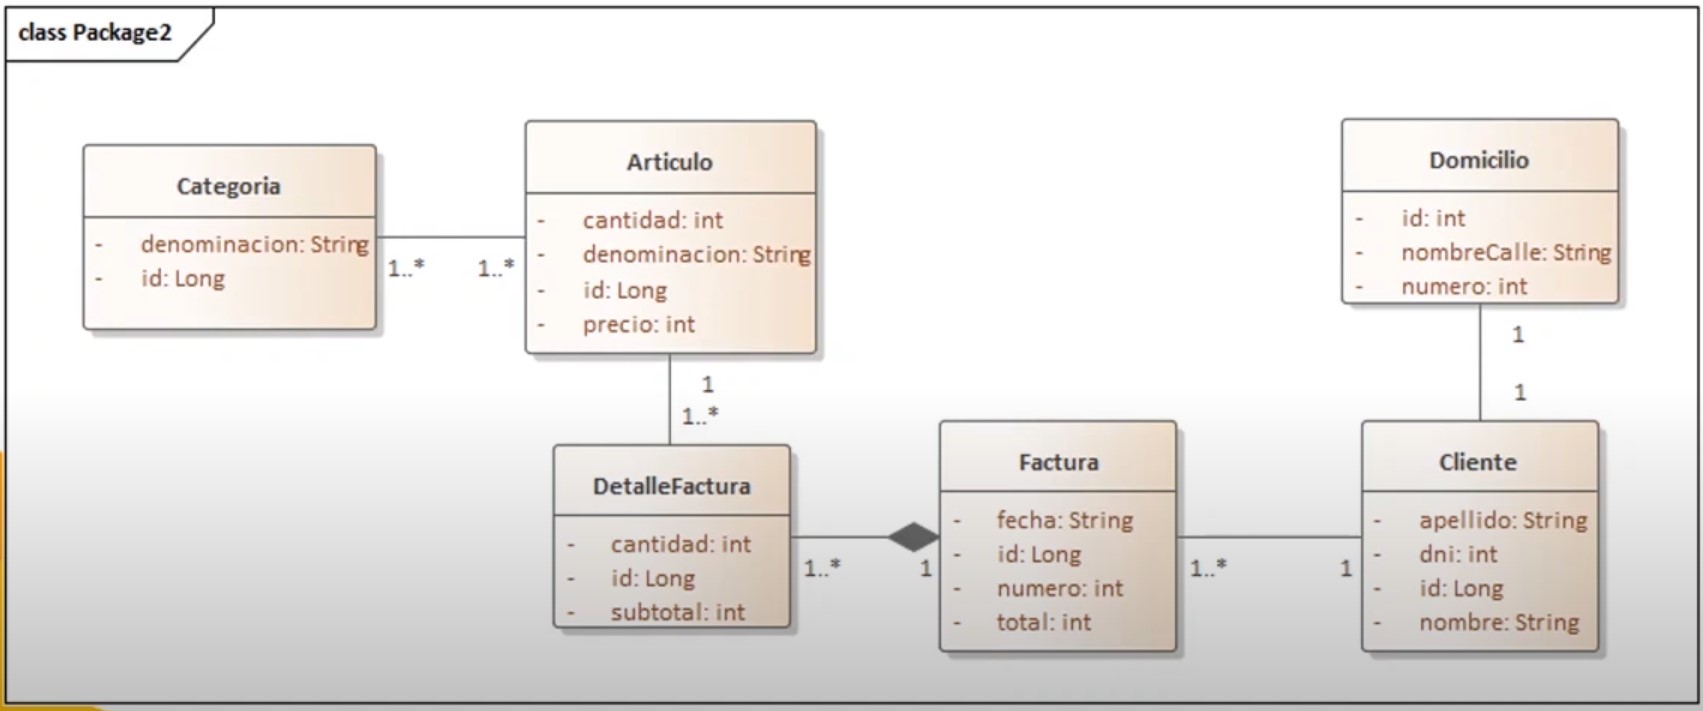 class Package2
Categoria
- denominacion: String
- id: Long
1..*
1..*
Articulo
- cantidad: int
- denominacion: String
- id: Long
- precio: int
1
1..*
DetalleFactura
- cantidad: int
- id: Long
- subtotal: int
1..*
1
Factura
- fecha: String
- id: Long
- numero: int
- total: int
1..*
1
Domicilio
- id: int
- nombreCalle: String
- numero: int
1
1
Cliente
- apellido: String
- dni: int
- id: Long
- nombre: String